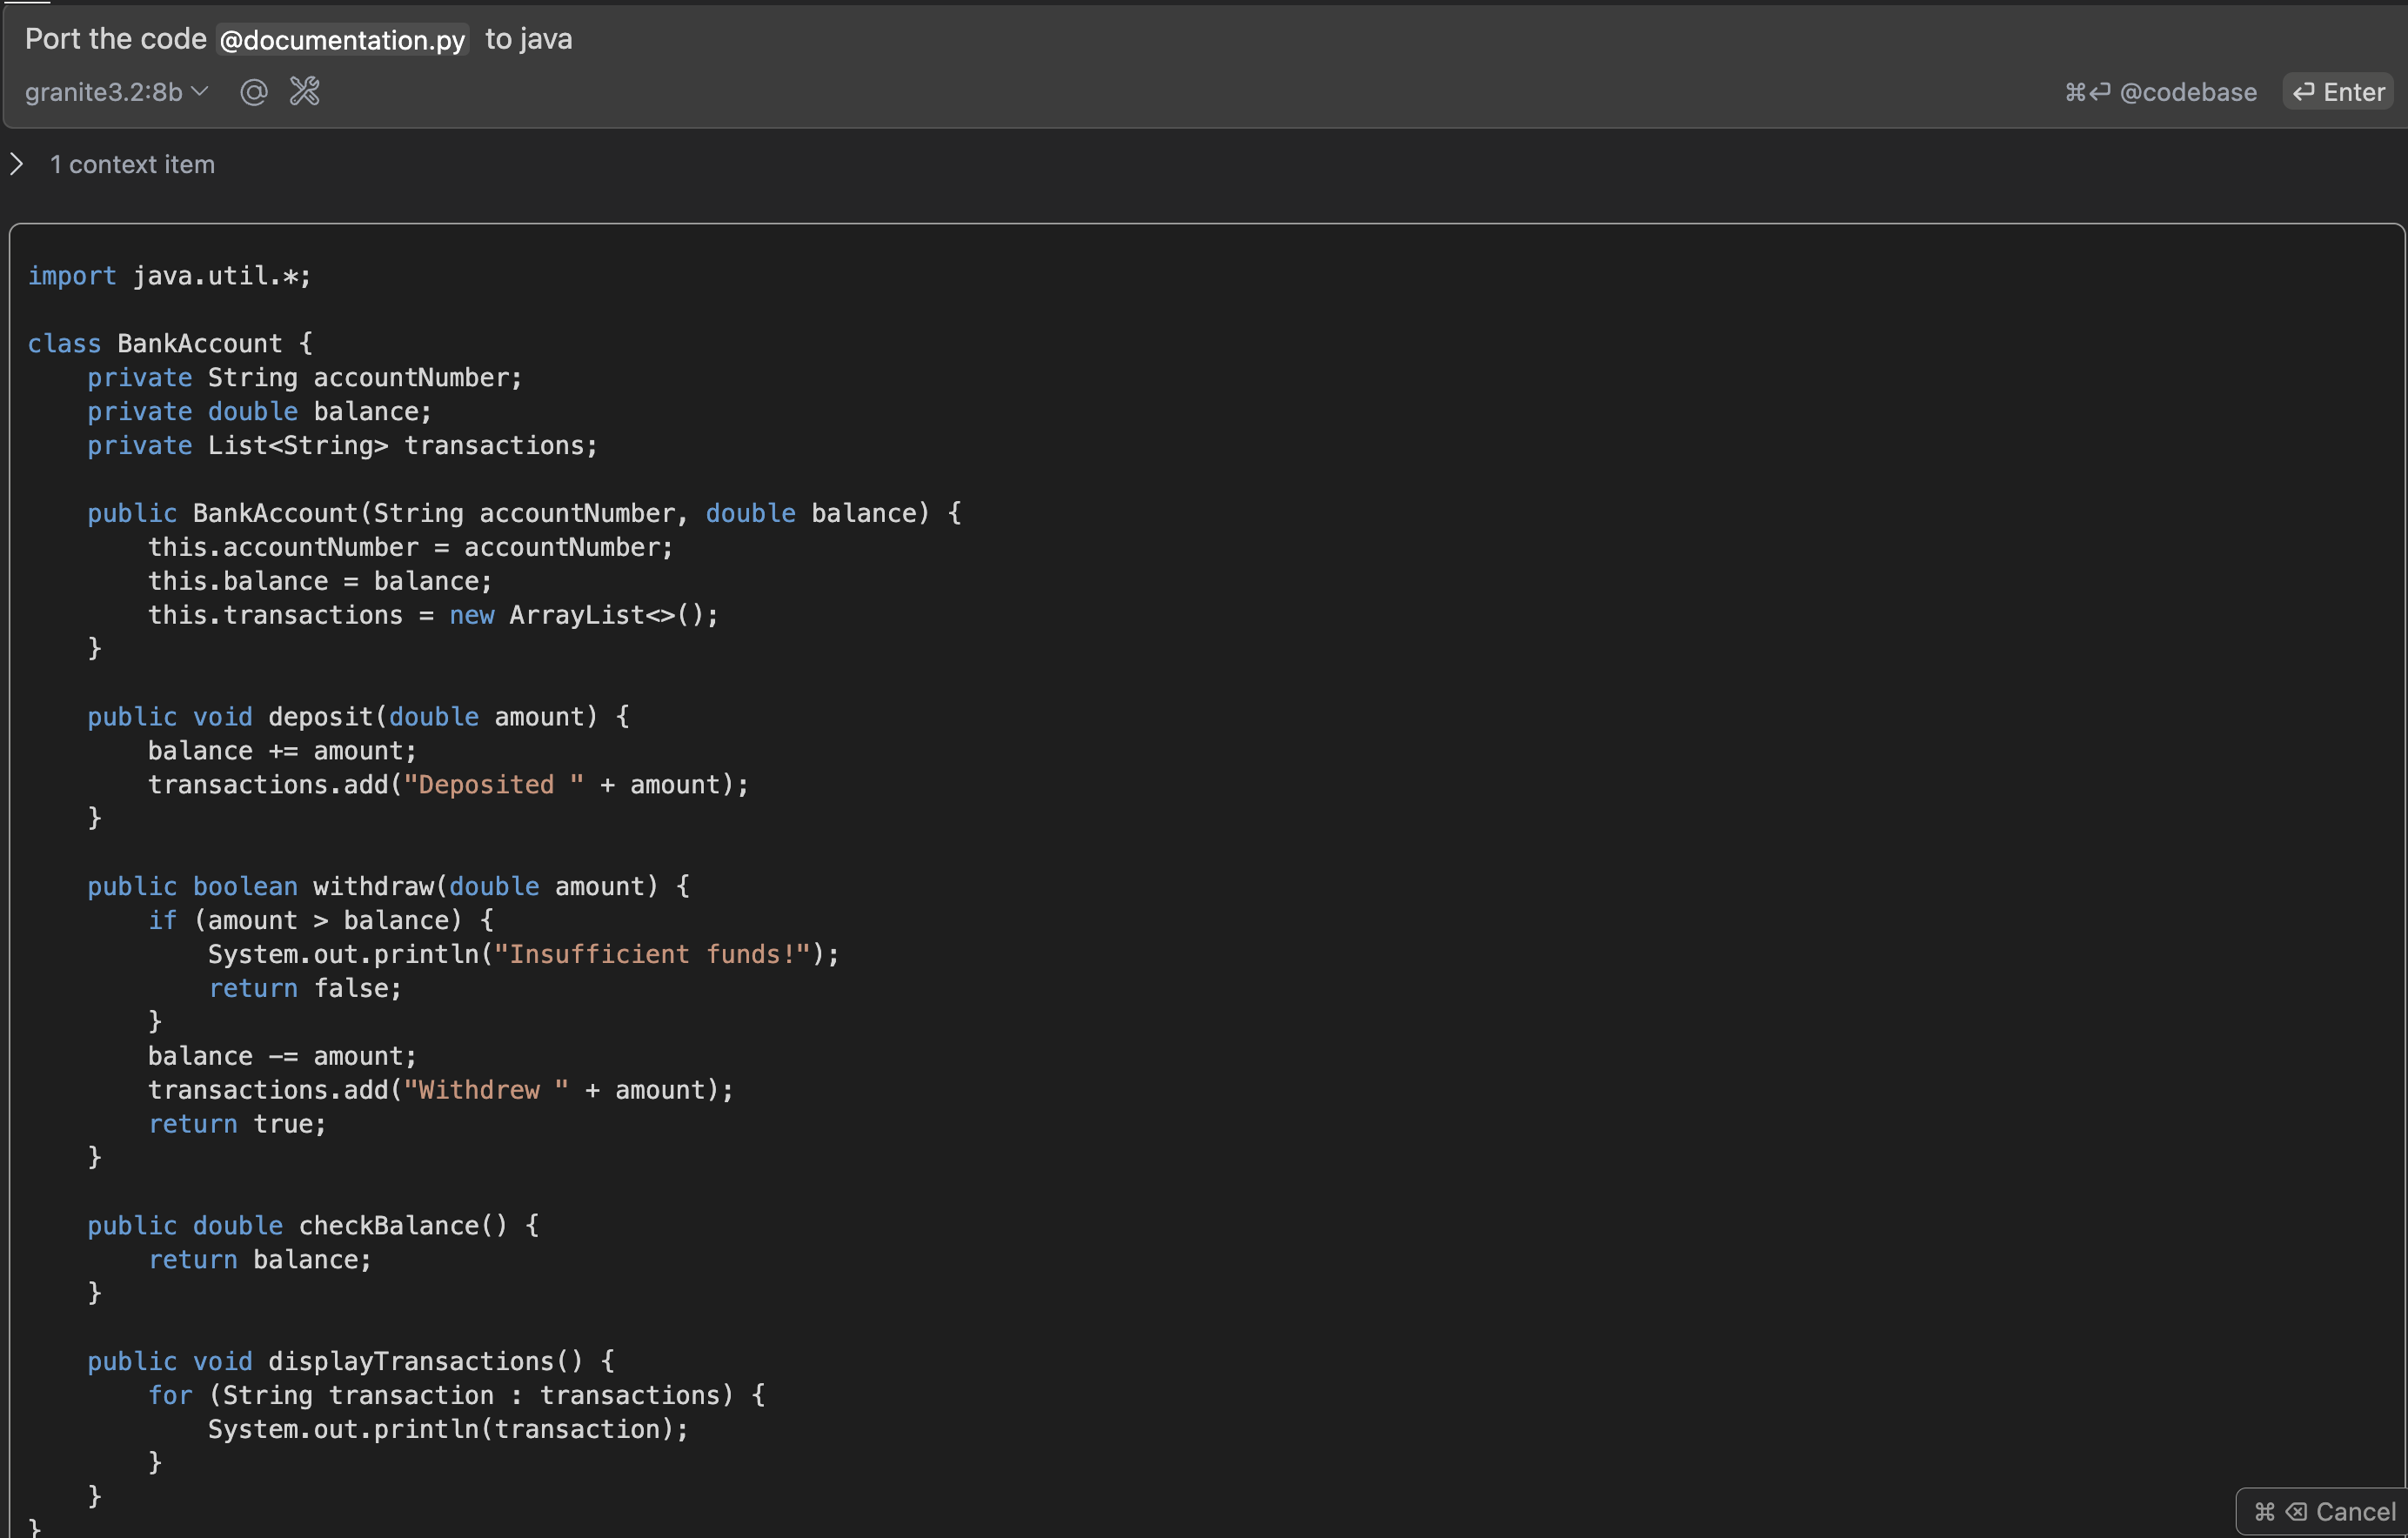 Port the code @documentation.py to java
granite3.2:8b @ ⌘⏎ @codebase ⏎ Enter
1 context item
import java.util.*;
class BankAccount {
    private String accountNumber;
    private double balance;
    private List<String> transactions;
    public BankAccount(String accountNumber, double balance) {
        this.accountNumber = accountNumber;
        this.balance = balance;
        this.transactions = new ArrayList<>();
    }
    public void deposit(double amount) {
        balance += amount;
        transactions.add("Deposited " + amount);
    }
    public boolean withdraw(double amount) {
        if (amount > balance) {
            System.out.println("Insufficient funds!");
            return false;
        }
        balance -= amount;
        transactions.add("Withdrew " + amount);
        return true;
    }
    public double checkBalance() {
        return balance;
    }
    public void displayTransactions() {
        for (String transaction : transactions) {
            System.out.println(transaction);
        }
    }
}
⌘ ⌫ Cancel